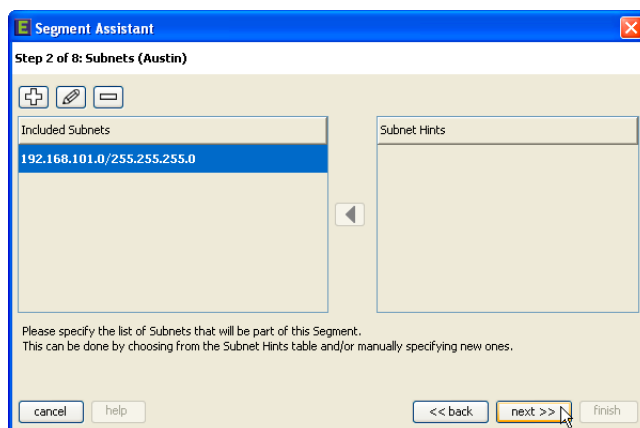 E Segment Assistant
Step 2 of 8: Subnets (Austin)
Included Subnets
Subnet Hints
192.168.101.0/255.255.255.0
Please specify the list of Subnets that will be part of this Segment.
This can be done by choosing from the Subnet Hints table and/or manually specifying new ones.
cancel help << back next >> finish